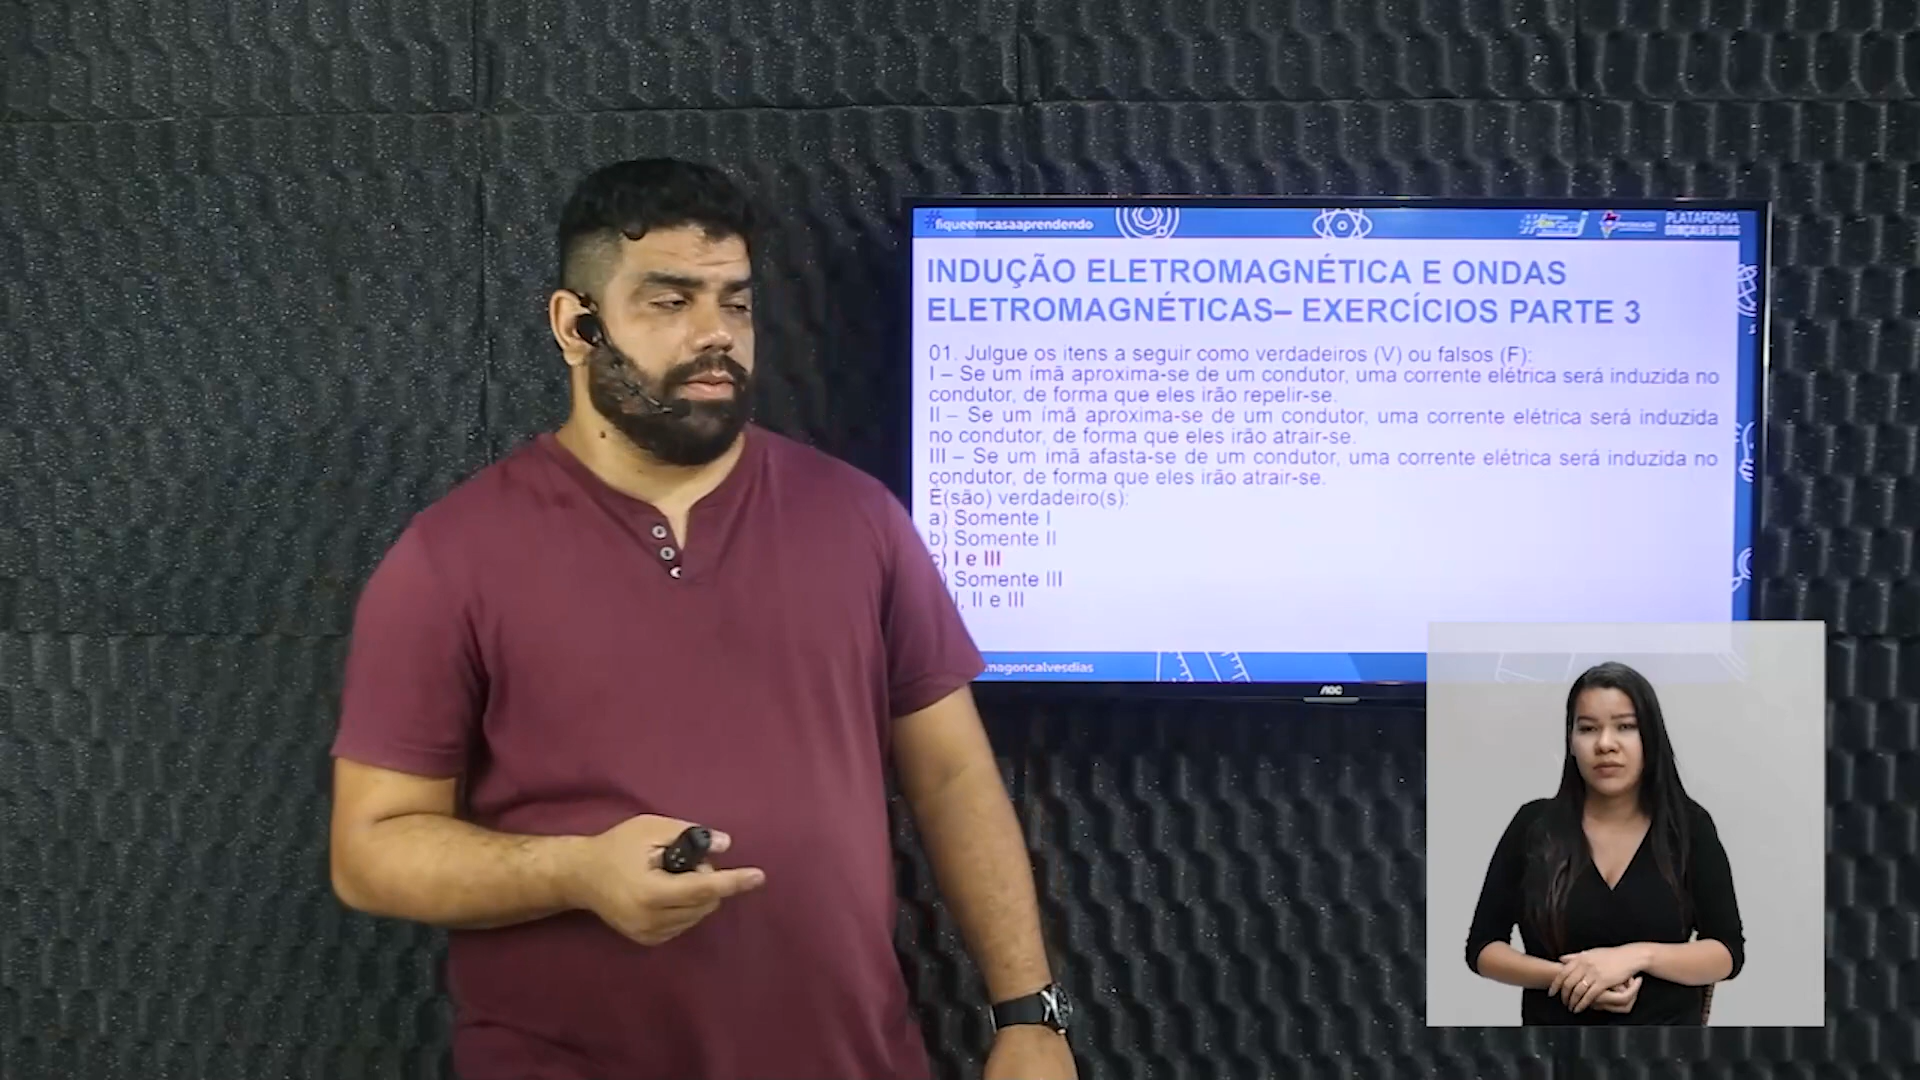 #fiqueemcasaaprendendo
PLATAFORMA
GONÇALVES DIAS
INDUÇÃO ELETROMAGNÉTICA E ONDAS
ELETROMAGNÉTICAS– EXERCÍCIOS PARTE 3
01. Julgue os itens a seguir como verdadeiros (V) ou falsos (F):
I – Se um ímã aproxima-se de um condutor, uma corrente elétrica será induzida no
condutor, de forma que eles irão repelir-se.
II – Se um ímã aproxima-se de um condutor, uma corrente elétrica será induzida
no condutor, de forma que eles irão atrair-se.
III – Se um imã afasta-se de um condutor, uma corrente elétrica será induzida no
condutor, de forma que eles irão atrair-se.
É(são) verdadeiro(s):
a) Somente I
b) Somente II
c) I e III
) Somente III
I, II e III
magoncalvesdias
AOC